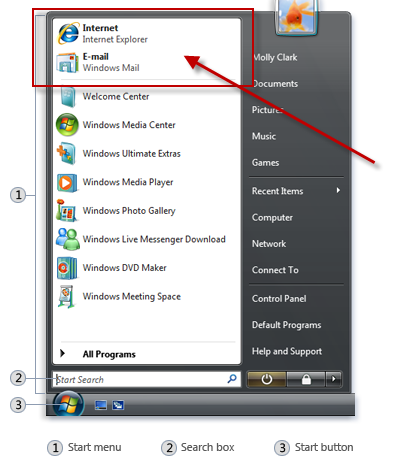 Internet
Internet Explorer
E-mail
Windows Mail
Welcome Center
Windows Media Center
Windows Ultimate Extras
Windows Media Player
Windows Photo Gallery
Windows Live Messenger Download
Windows DVD Maker
Windows Meeting Space
All Programs
Start Search
Molly Clark
Documents
Pictures
Music
Games
Recent Items
Computer
Network
Connect To
Control Panel
Default Programs
Help and Support
1
2
3
1 Start menu
2 Search box
3 Start button